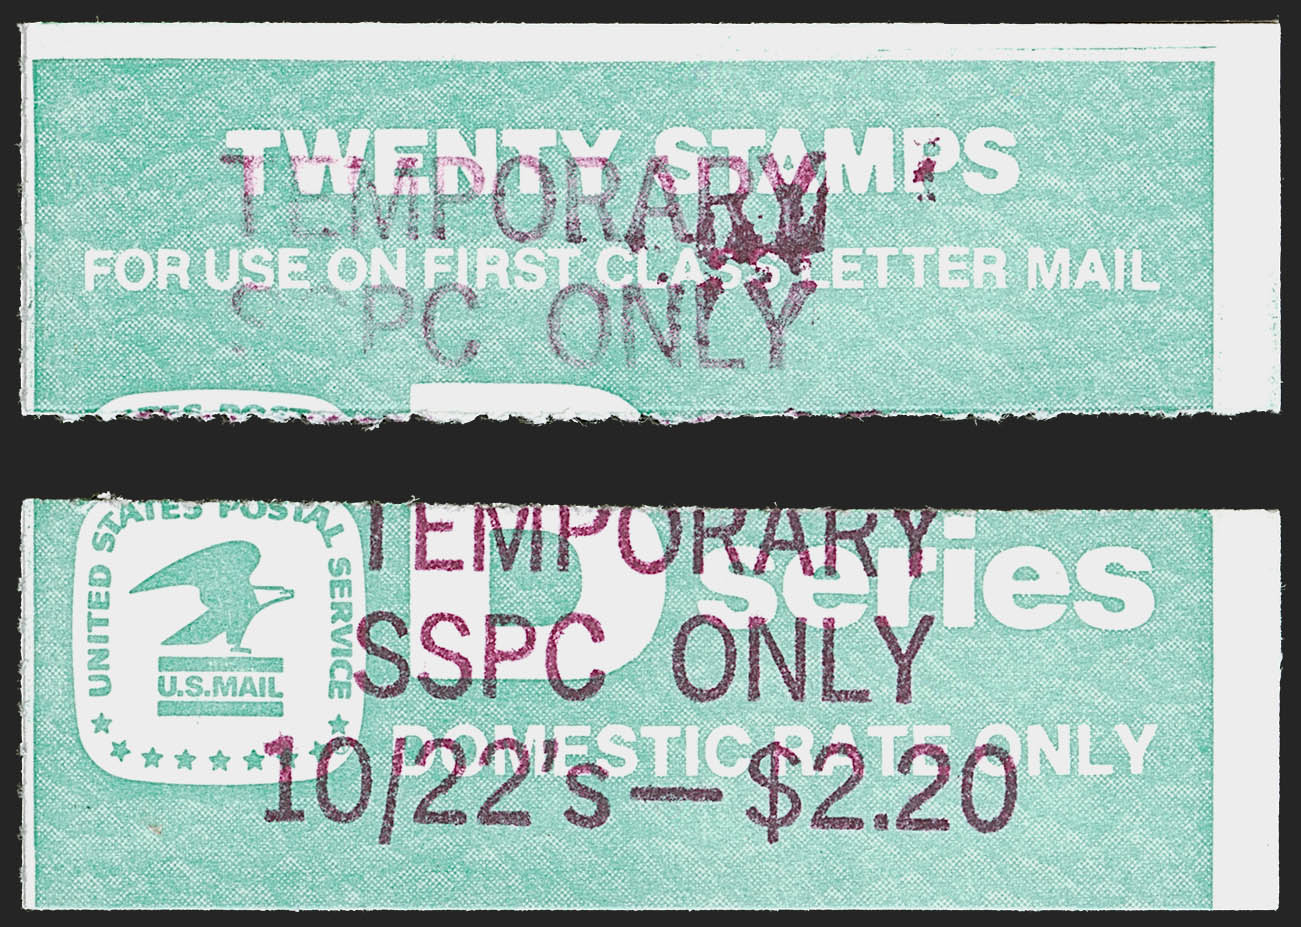 TWENTY STAMPS
TEMPORARY
FOR USE ON FIRST CLASS LETTER MAIL
SSPC ONLY
UNITED STATES POSTAL SERVICE
TEMPORARY
D series
U.S.MAIL
SSPC ONLY
DOMESTIC RATE ONLY
10/22's—$2.20